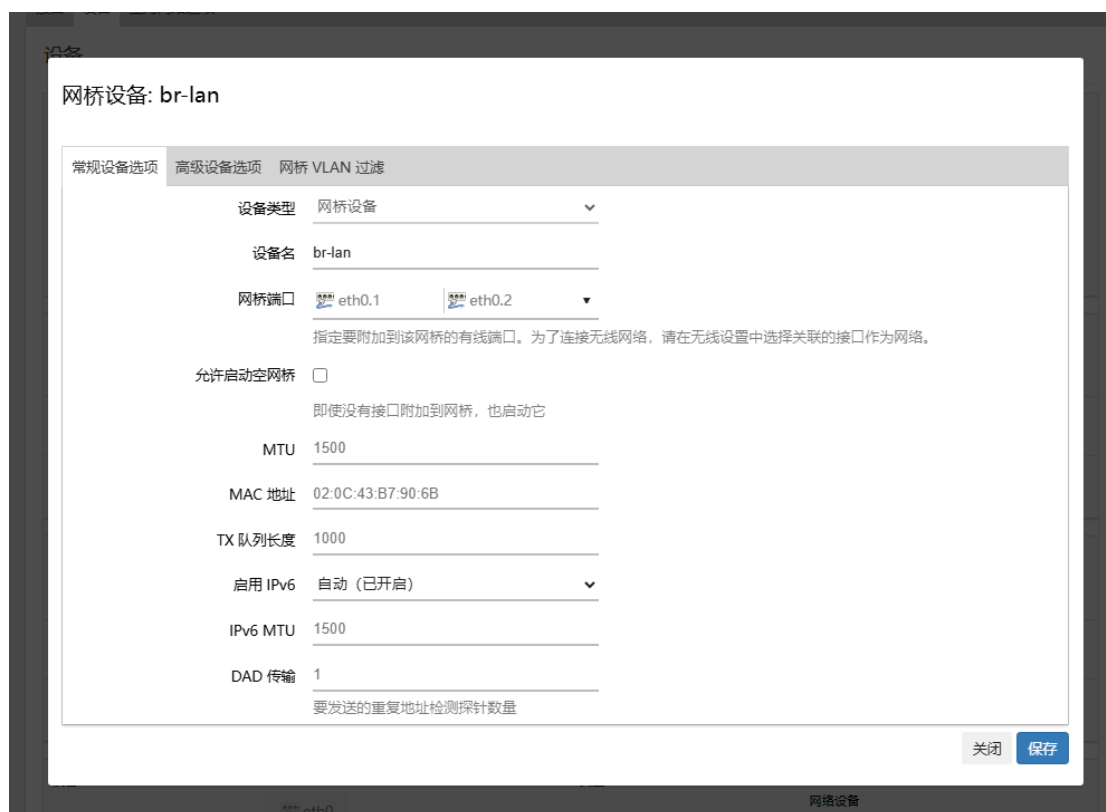 设备
网桥设备: br-lan
常规设备选项 高级设备选项 网桥 VLAN 过滤
设备类型 网桥设备
设备名 br-lan
网桥端口 eth0.1 eth0.2
指定要附加到该网桥的有线端口。为了连接无线网络，请在无线设置中选择关联的接口作为网络。
允许启动空网桥
即使没有接口附加到网桥，也启动它
MTU 1500
MAC 地址 02:0C:43:B7:90:6B
TX 队列长度 1000
启用 IPv6 自动（已开启）
IPv6 MTU 1500
DAD 传输 1
要发送的重复地址检测探针数量
关闭 保存
网络设备
eth0